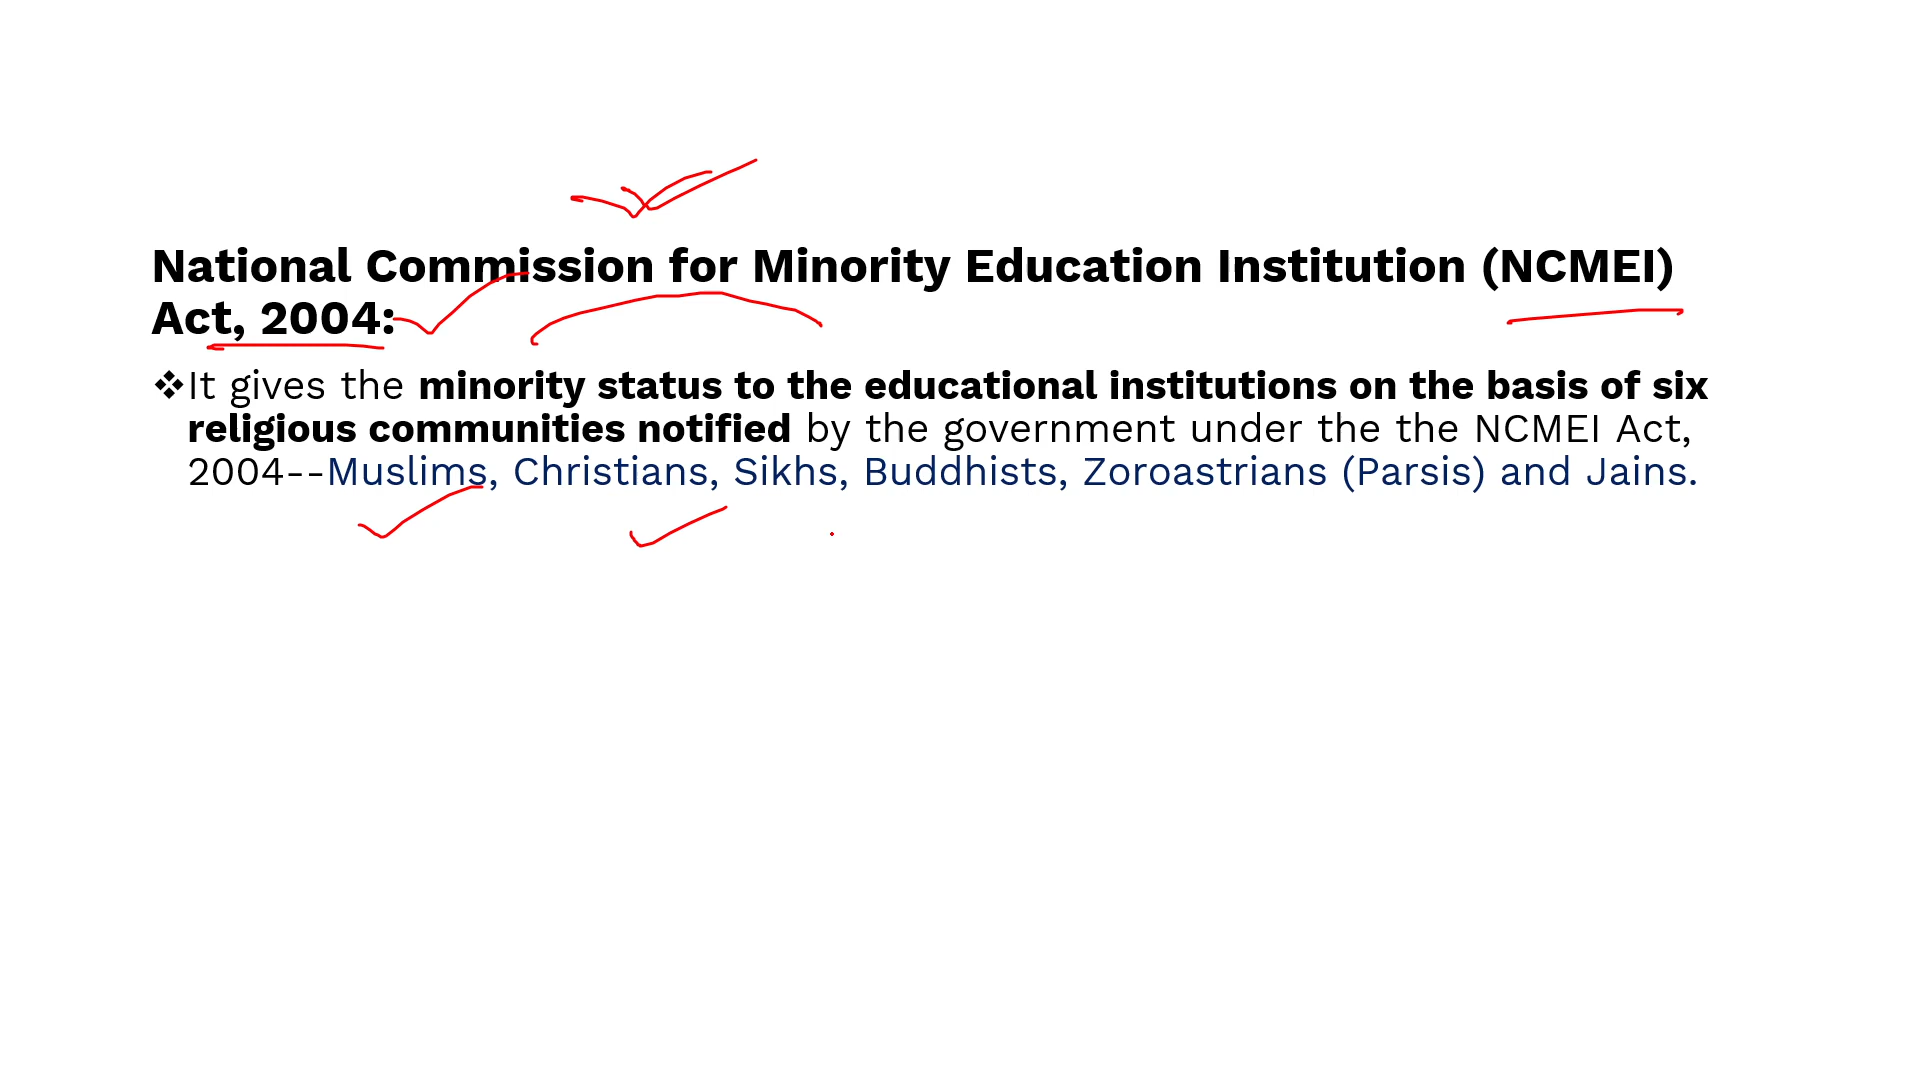 National Commission for Minority Education Institution (NCMEI)
Act, 2004:
❖It gives the minority status to the educational institutions on the basis of six
religious communities notified by the government under the the NCMEI Act,
2004--Muslims, Christians, Sikhs, Buddhists, Zoroastrians (Parsis) and Jains.